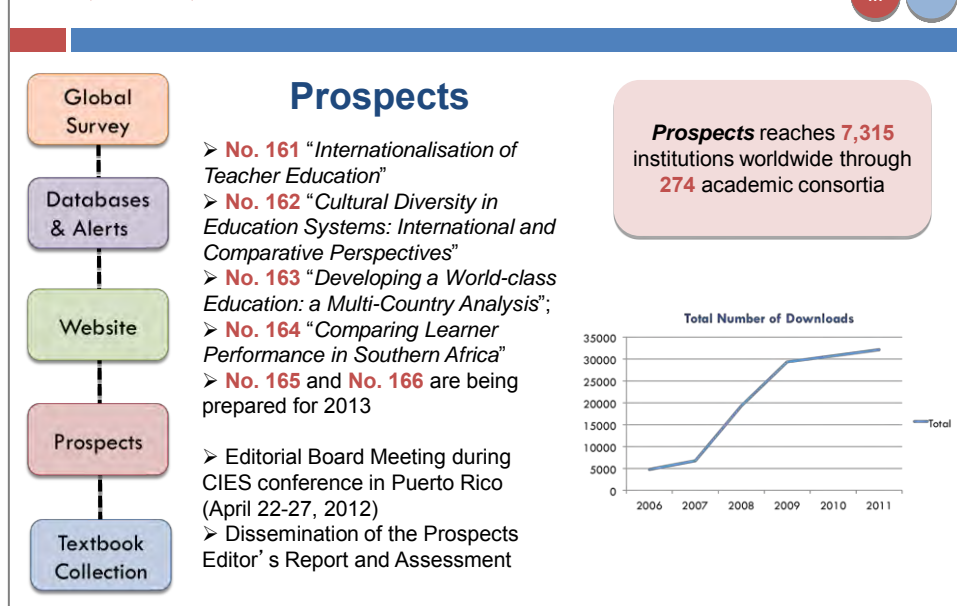 Global
Survey
Databases
& Alerts
Website
Prospects
Textbook
Collection
Prospects
➢ No. 161 “Internationalisation of
Teacher Education”
➢ No. 162 “Cultural Diversity in
Education Systems: International and
Comparative Perspectives”
➢ No. 163 “Developing a World-class
Education: a Multi-Country Analysis”;
➢ No. 164 “Comparing Learner
Performance in Southern Africa”
➢ No. 165 and No. 166 are being
prepared for 2013
➢ Editorial Board Meeting during
CIES conference in Puerto Rico
(April 22-27, 2012)
➢ Dissemination of the Prospects
Editor’s Report and Assessment
Prospects reaches 7,315
institutions worldwide through
274 academic consortia
Total Number of Downloads
35000
30000
25000
20000
15000
10000
5000
0
2006 2007 2008 2009 2010 2011
Total